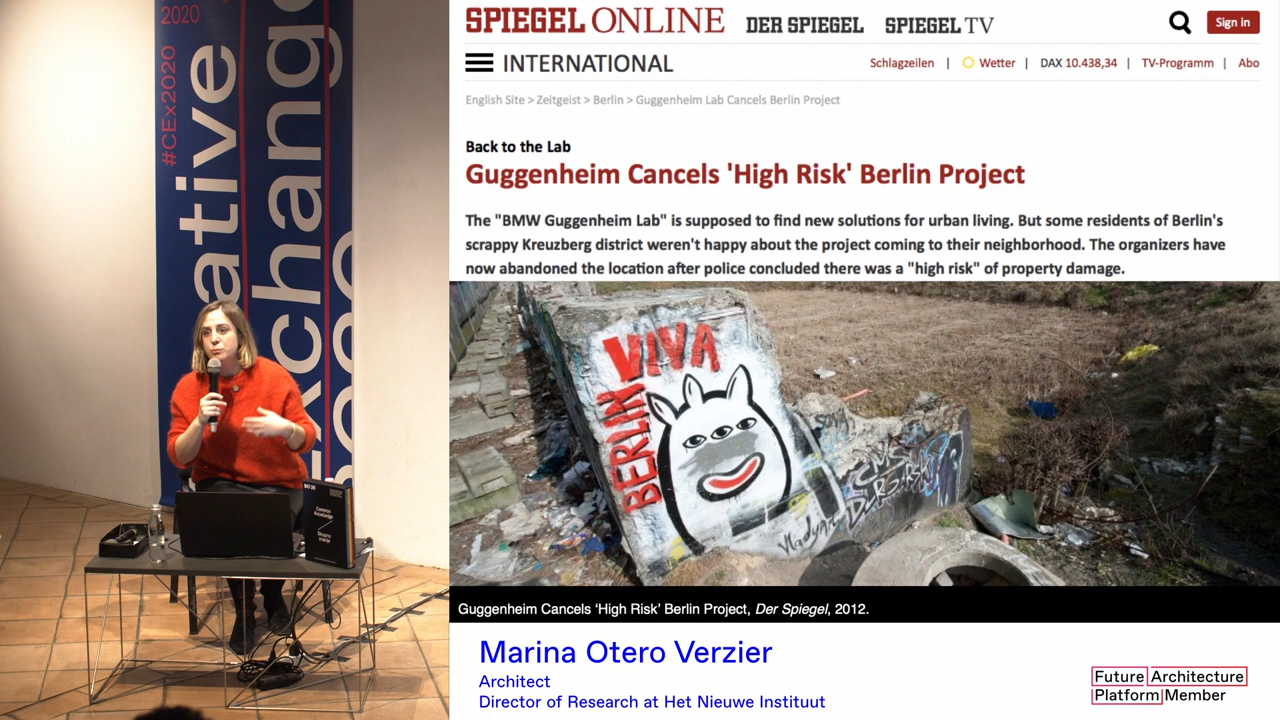 2020
#CEx2020
ative
xchang
SPIEGEL ONLINE DER SPIEGEL SPIEGEL TV
Sign in
INTERNATIONAL
Schlagzeilen | Wetter | DAX 10.438,34 | TV-Programm | Abo
English Site > Zeitgeist > Berlin > Guggenheim Lab Cancels Berlin Project
Back to the Lab
Guggenheim Cancels 'High Risk' Berlin Project
The "BMW Guggenheim Lab" is supposed to find new solutions for urban living. But some residents of Berlin's
scrappy Kreuzberg district weren't happy about the project coming to their neighborhood. The organizers have
now abandoned the location after police concluded there was a "high risk" of property damage.
VIVA
BERLIN
Common
Knowledge
Skupno
znanje
Guggenheim Cancels ‘High Risk’ Berlin Project, Der Spiegel, 2012.
Marina Otero Verzier
Architect
Director of Research at Het Nieuwe Instituut
Future Architecture
Platform Member